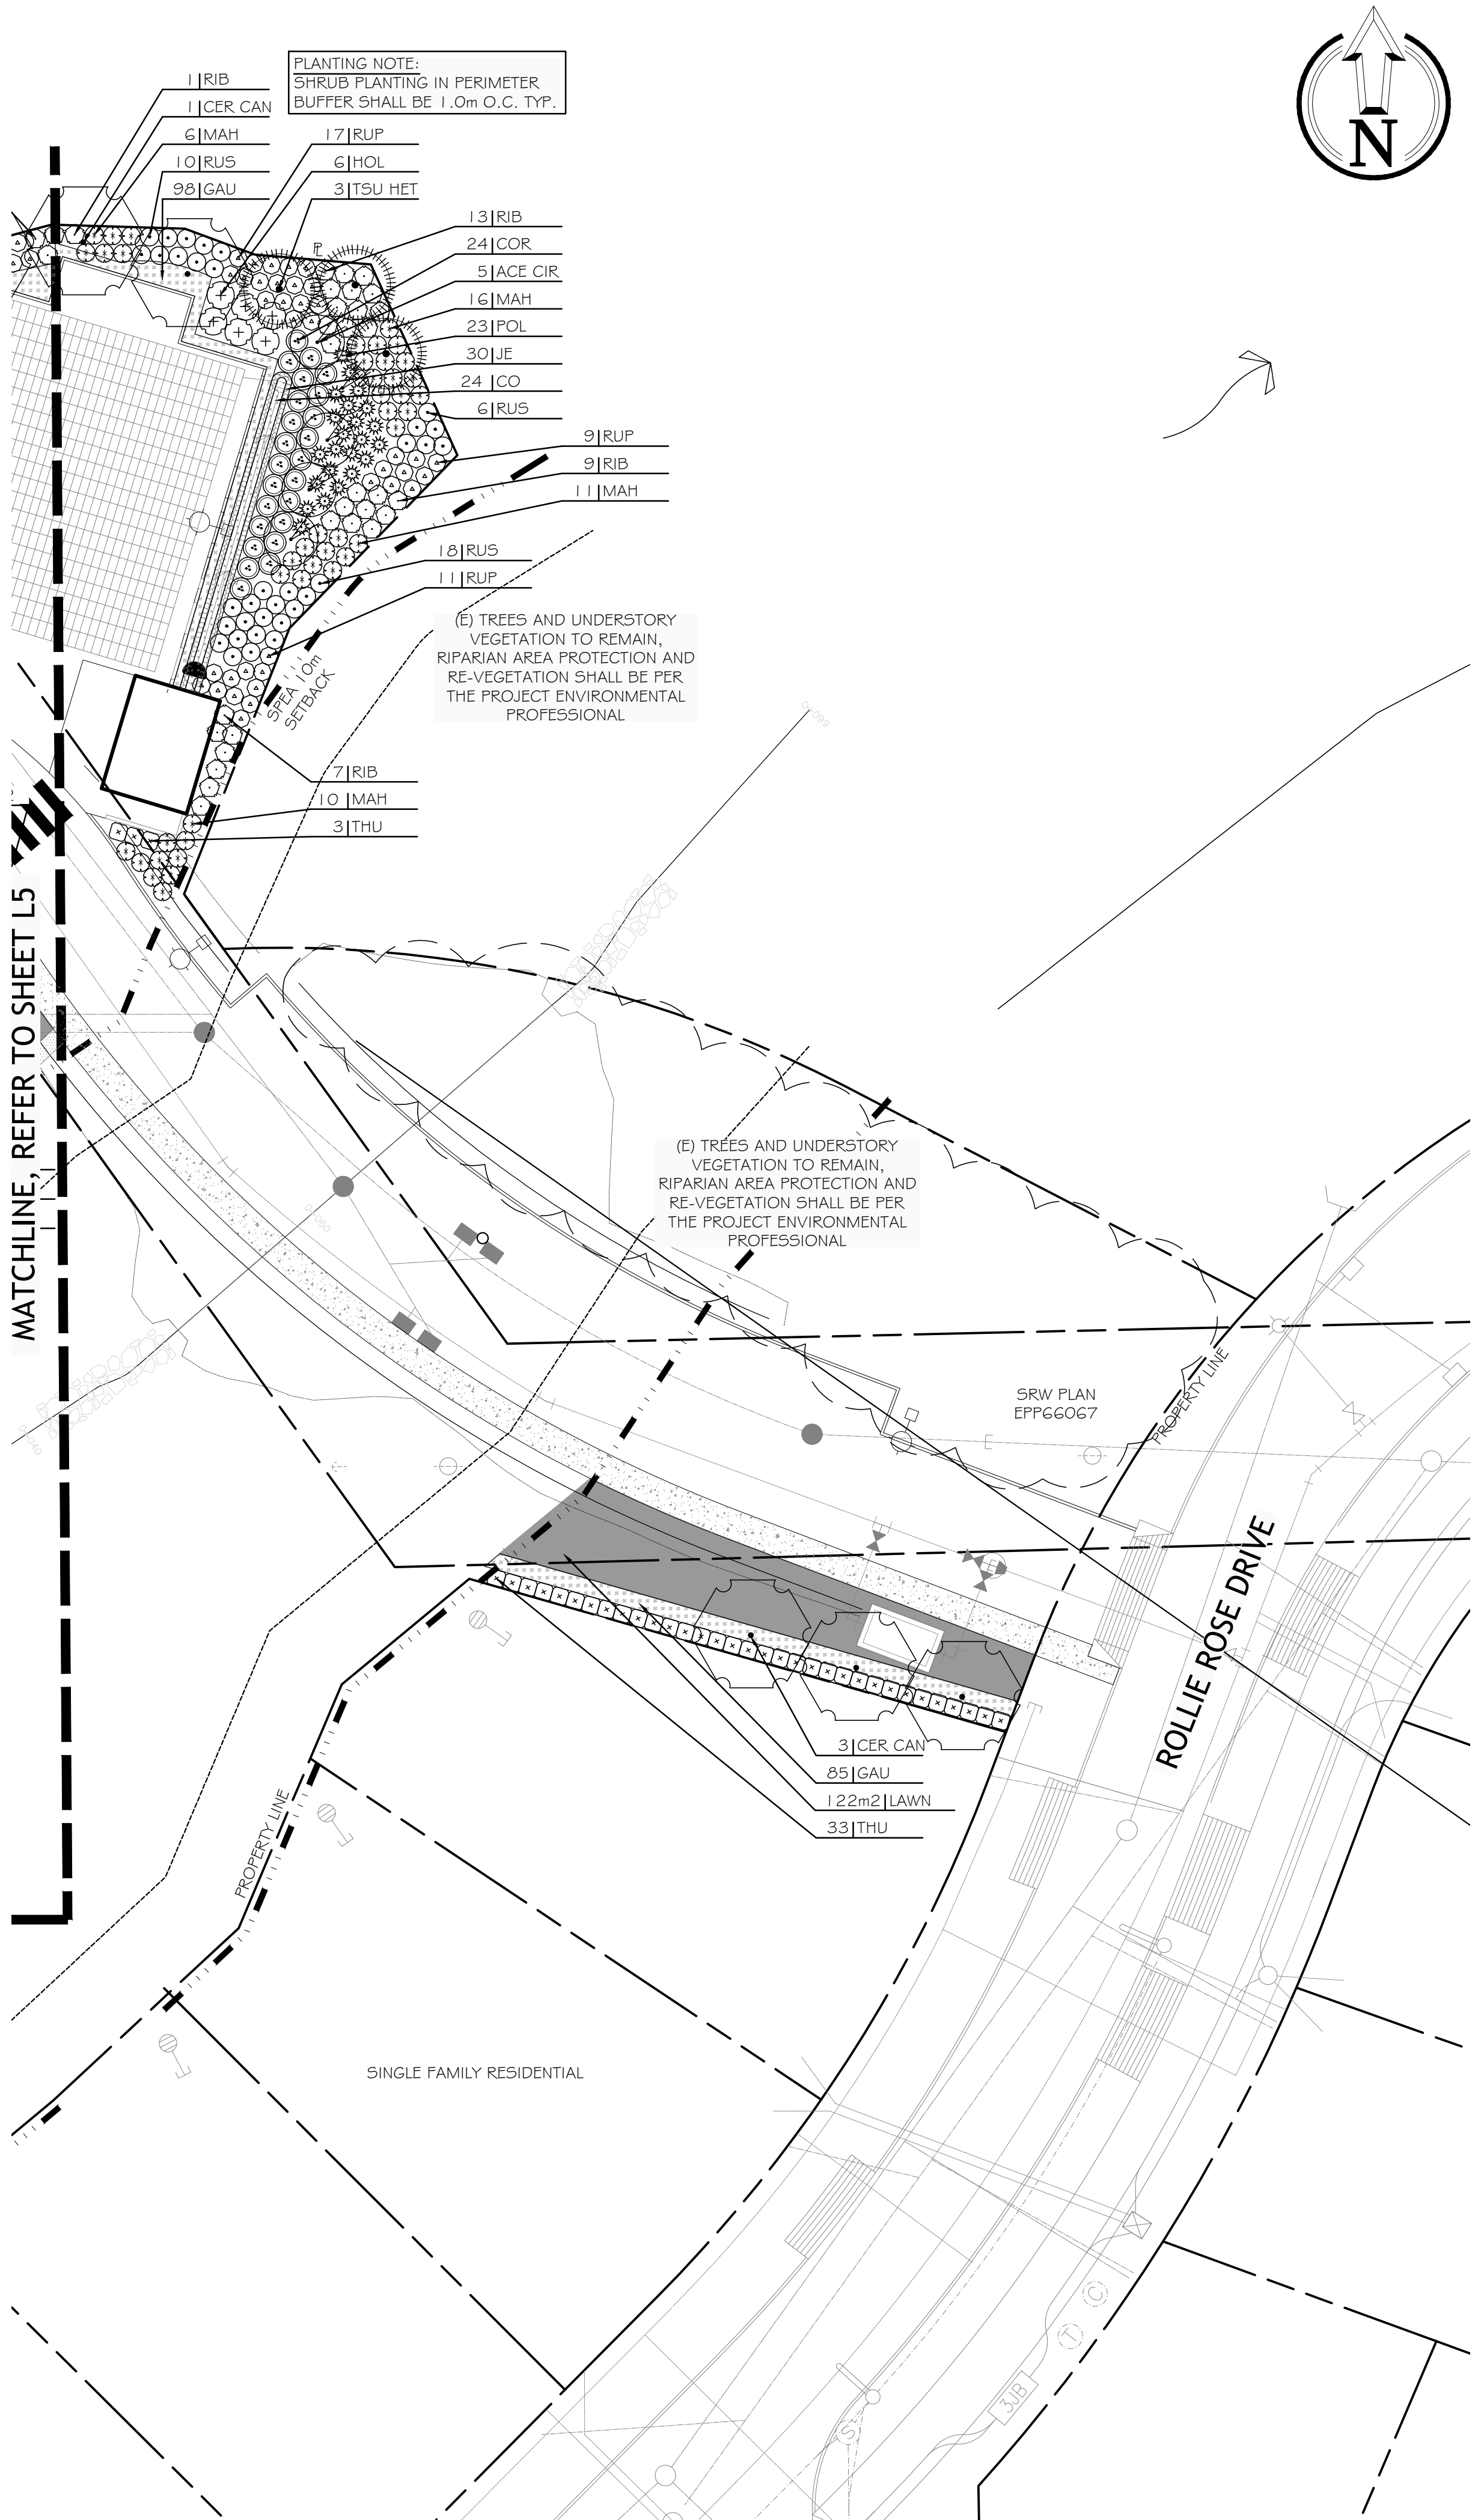 PLANTING NOTE:
SHRUB PLANTING IN PERIMETER
BUFFER SHALL BE 1.0m O.C. TYP.
N
1|RIB
1|CER CAN
6|MAH
10|RUS
98|GAU
17|RUP
6|HOL
3|TSU HET
PL
13|RIB
24|COR
5|ACE CIR
16|MAH
23|POL
30|JE
24|CO
6|RUS
9|RUP
9|RIB
11|MAH
18|RUS
11|RUP
(E) TREES AND UNDERSTORY
VEGETATION TO REMAIN,
RIPARIAN AREA PROTECTION AND
RE-VEGETATION SHALL BE PER
THE PROJECT ENVIRONMENTAL
PROFESSIONAL
SPEA 10m
SETBACK
7|RIB
10|MAH
3|THU
MATCHLINE, REFER TO SHEET L5
(E) TREES AND UNDERSTORY
VEGETATION TO REMAIN,
RIPARIAN AREA PROTECTION AND
RE-VEGETATION SHALL BE PER
THE PROJECT ENVIRONMENTAL
PROFESSIONAL
SRW PLAN
EPP66067
PROPERTY LINE
ROLLIE ROSE DRIVE
3|CER CAN
85|GAU
122m2|LAWN
33|THU
PROPERTY LINE
SINGLE FAMILY RESIDENTIAL
C
T
3JB
S